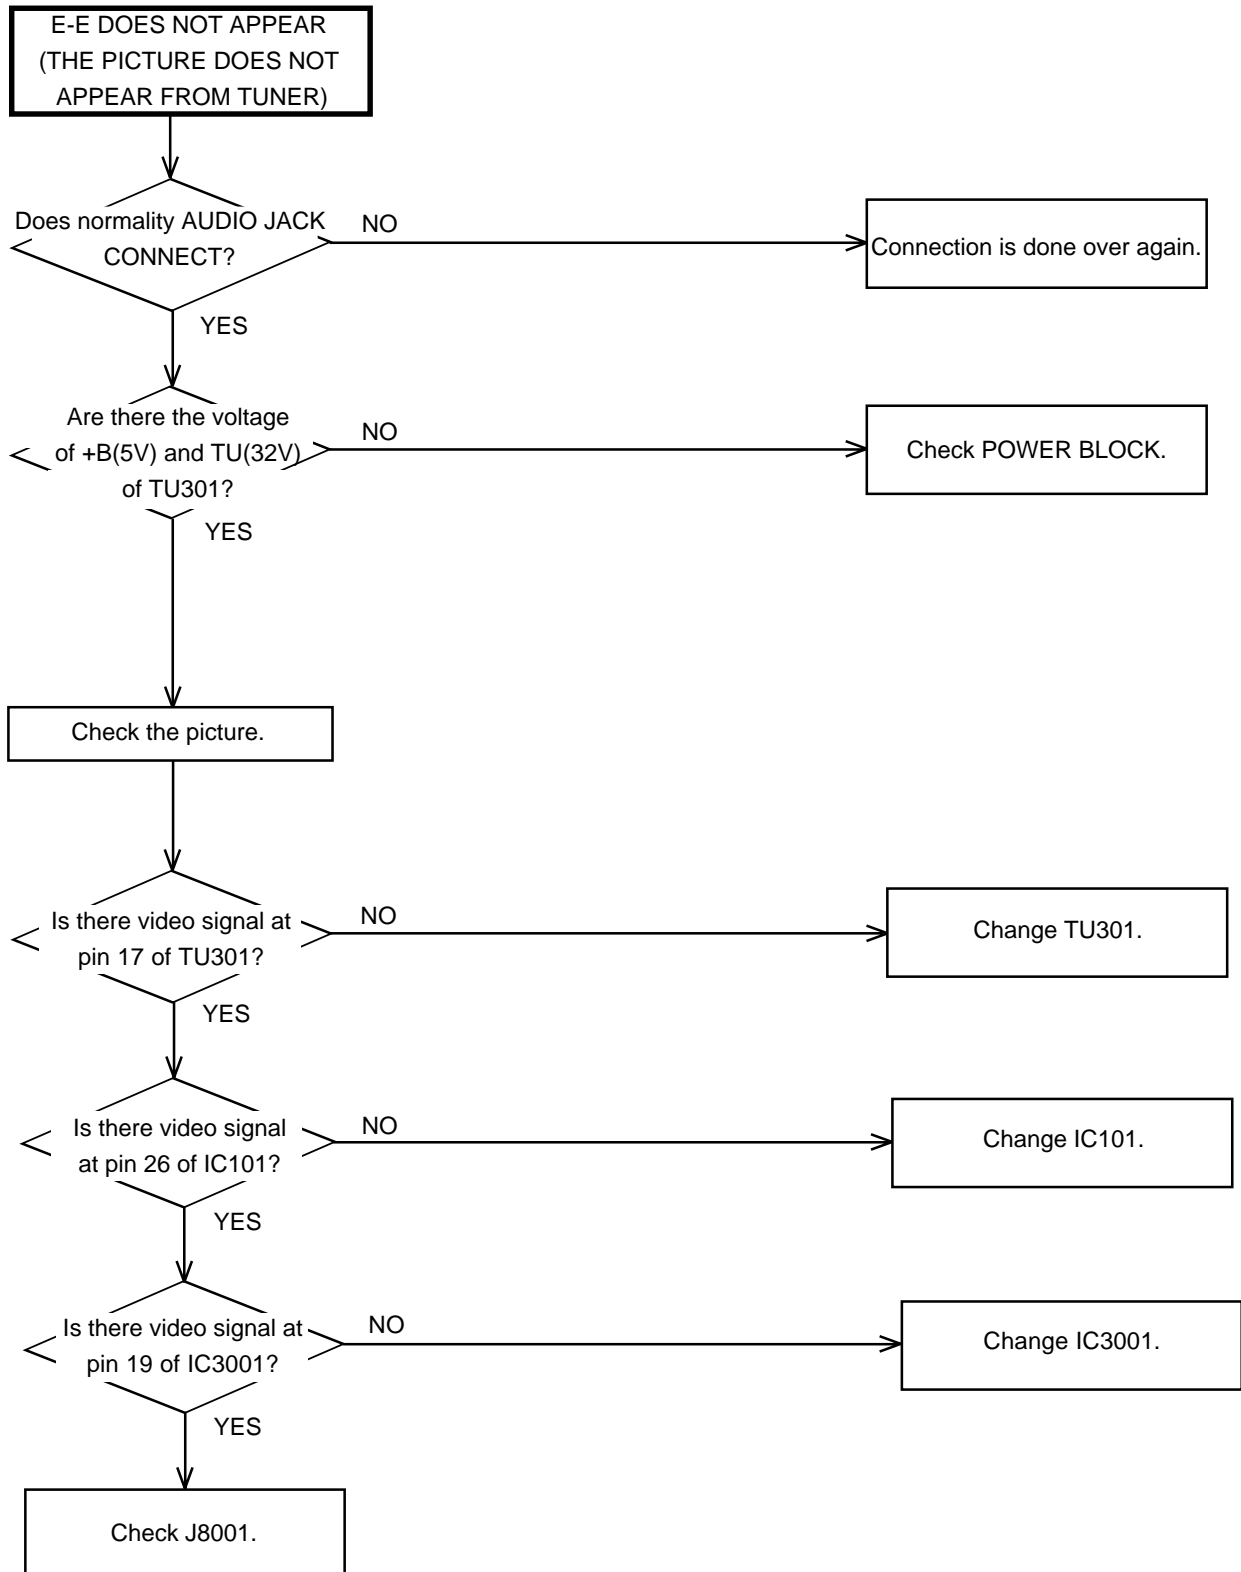 E-E DOES NOT APPEAR
(THE PICTURE DOES NOT
APPEAR FROM TUNER)
Does normality AUDIO JACK
CONNECT?
NO
Connection is done over again.
YES
Are there the voltage
of +B(5V) and TU(32V)
of TU301?
NO
Check POWER BLOCK.
YES
Check the picture.
Is there video signal at
pin 17 of TU301?
NO
Change TU301.
YES
Is there video signal
at pin 26 of IC101?
NO
Change IC101.
YES
Is there video signal at
pin 19 of IC3001?
NO
Change IC3001.
YES
Check J8001.